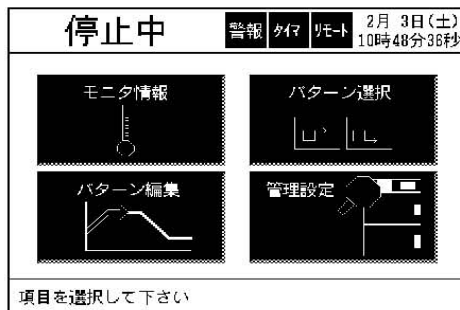 停止中 警報 タイマ リモート 2月 3日(土)
10時48分36秒
モニタ情報 パターン選択
パターン編集 管理設定
項目を選択して下さい